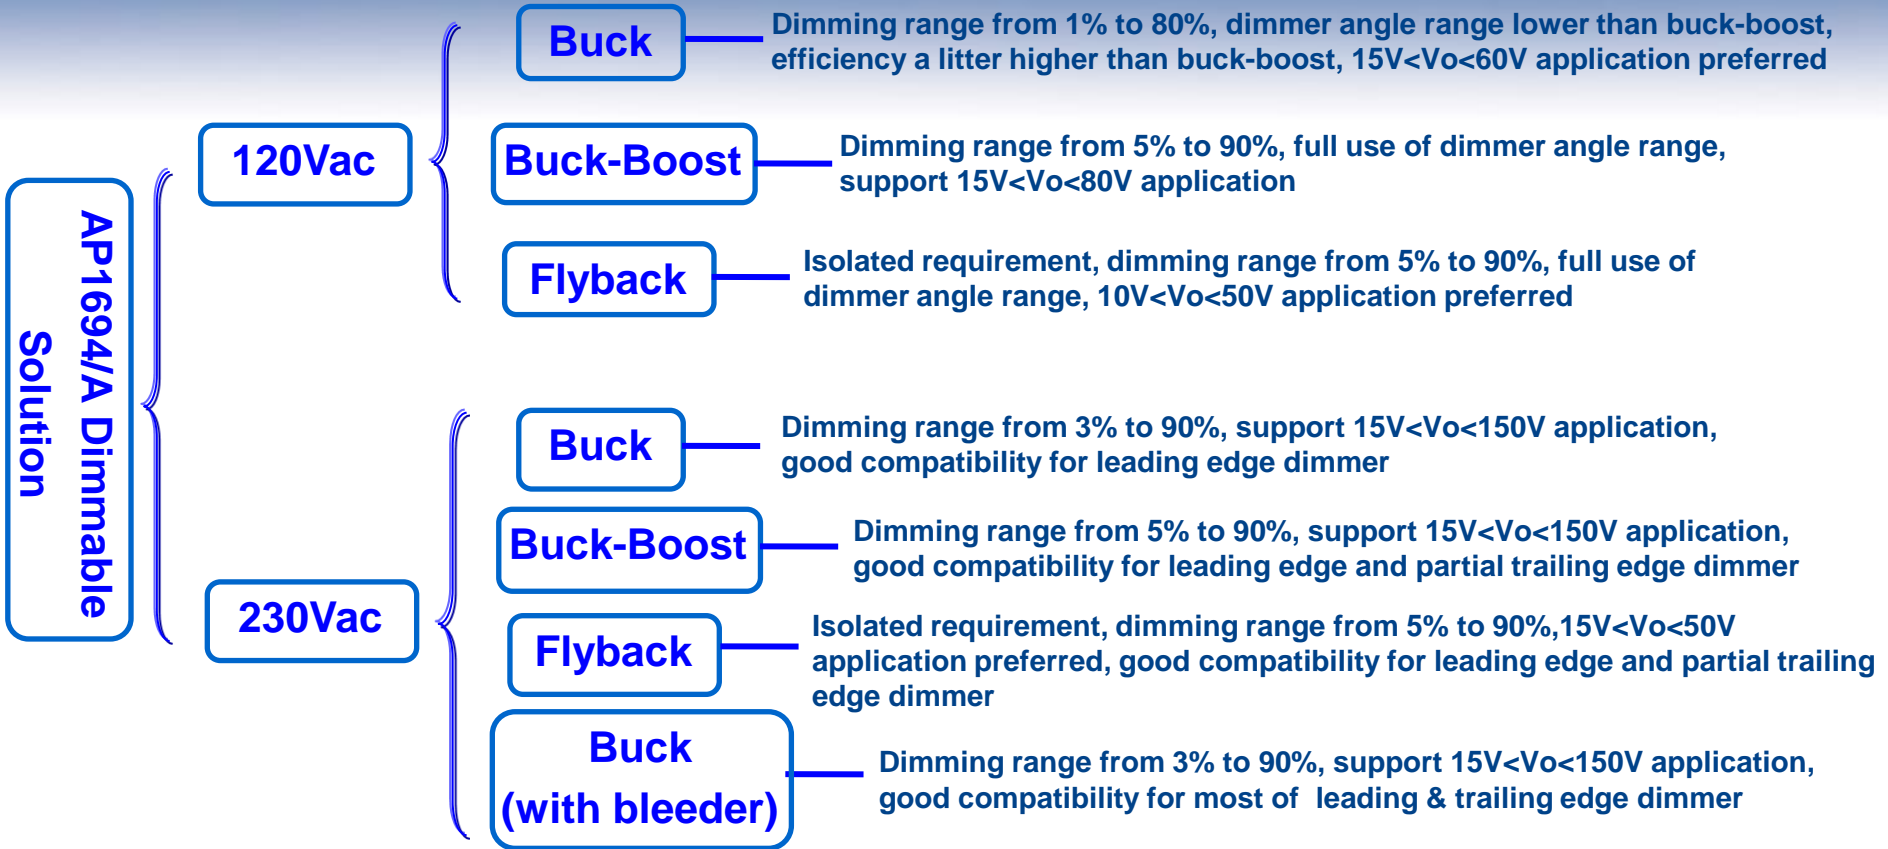 AP1694/A Dimmable
Solution
120Vac
Buck
Dimming range from 1% to 80%, dimmer angle range lower than buck-boost,
efficiency a litter higher than buck-boost, 15V<Vo<60V application preferred
Buck-Boost
Dimming range from 5% to 90%, full use of dimmer angle range,
support 15V<Vo<80V application
Flyback
Isolated requirement, dimming range from 5% to 90%, full use of
dimmer angle range, 10V<Vo<50V application preferred
230Vac
Buck
Dimming range from 3% to 90%, support 15V<Vo<150V application,
good compatibility for leading edge dimmer
Buck-Boost
Dimming range from 5% to 90%, support 15V<Vo<150V application,
good compatibility for leading edge and partial trailing edge dimmer
Flyback
Isolated requirement, dimming range from 5% to 90%,15V<Vo<50V
application preferred, good compatibility for leading edge and partial trailing
edge dimmer
Buck
(with bleeder)
Dimming range from 3% to 90%, support 15V<Vo<150V application,
good compatibility for most of leading & trailing edge dimmer